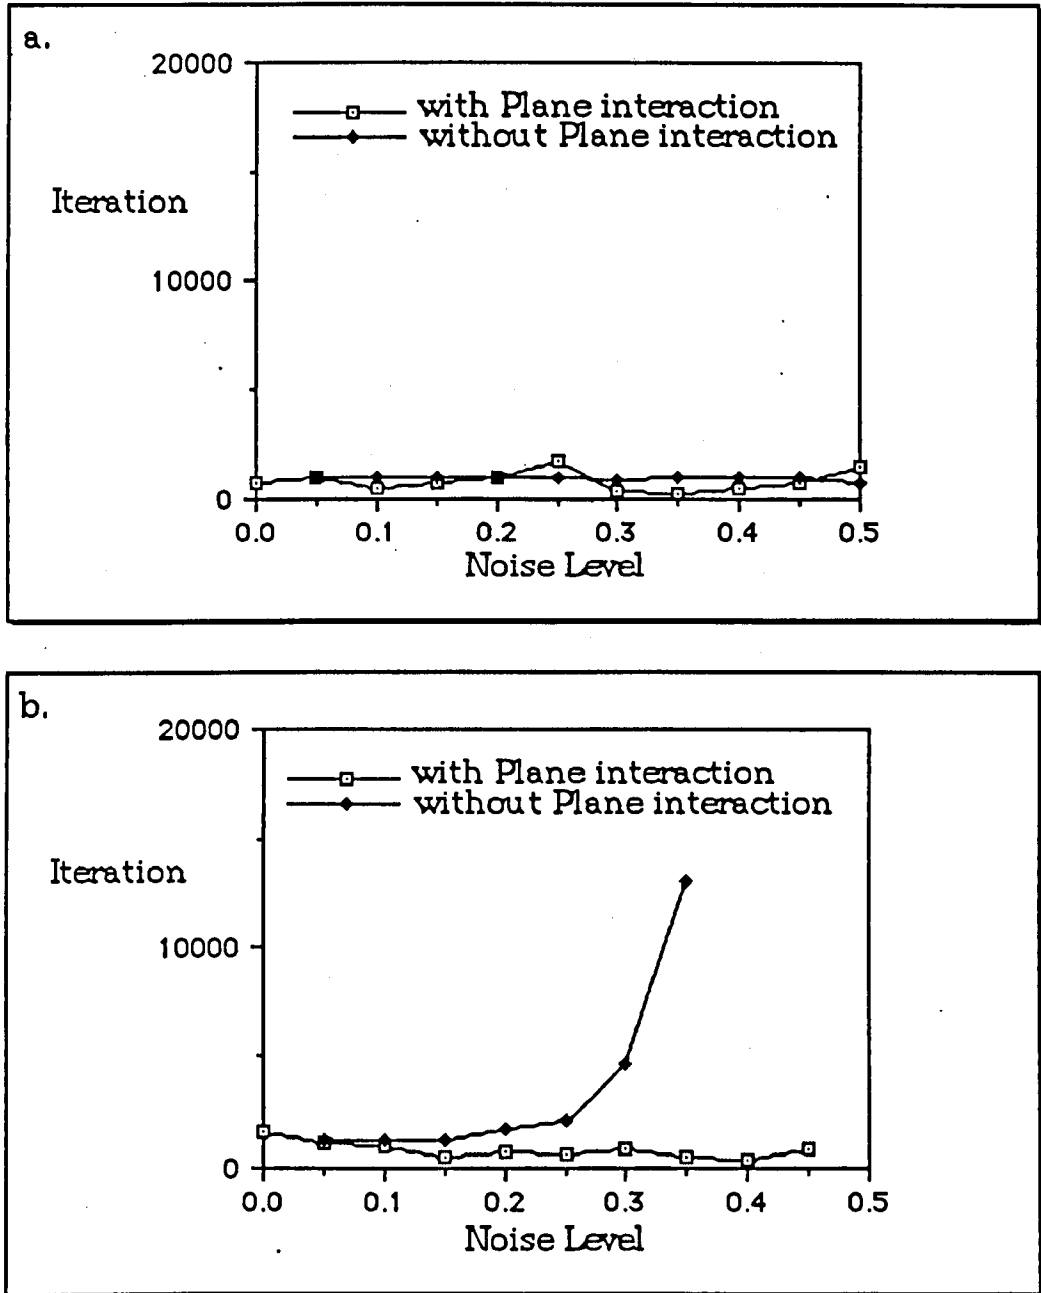 a.
20000
with Plane interaction
without Plane interaction
Iteration
10000
0
0.0 0.1 0.2 0.3 0.4 0.5
Noise Level
b.
20000
with Plane interaction
without Plane interaction
Iteration
10000
0
0.0 0.1 0.2 0.3 0.4 0.5
Noise Level